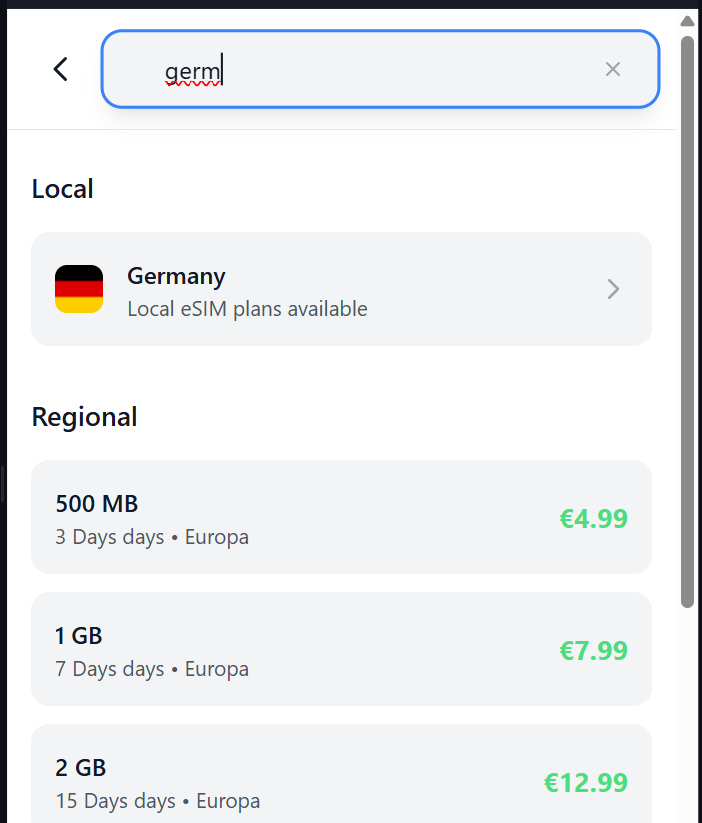 germ
Local
Germany
Local eSIM plans available
Regional
500 MB
3 Days days • Europa
€4.99
1 GB
7 Days days • Europa
€7.99
2 GB
15 Days days • Europa
€12.99